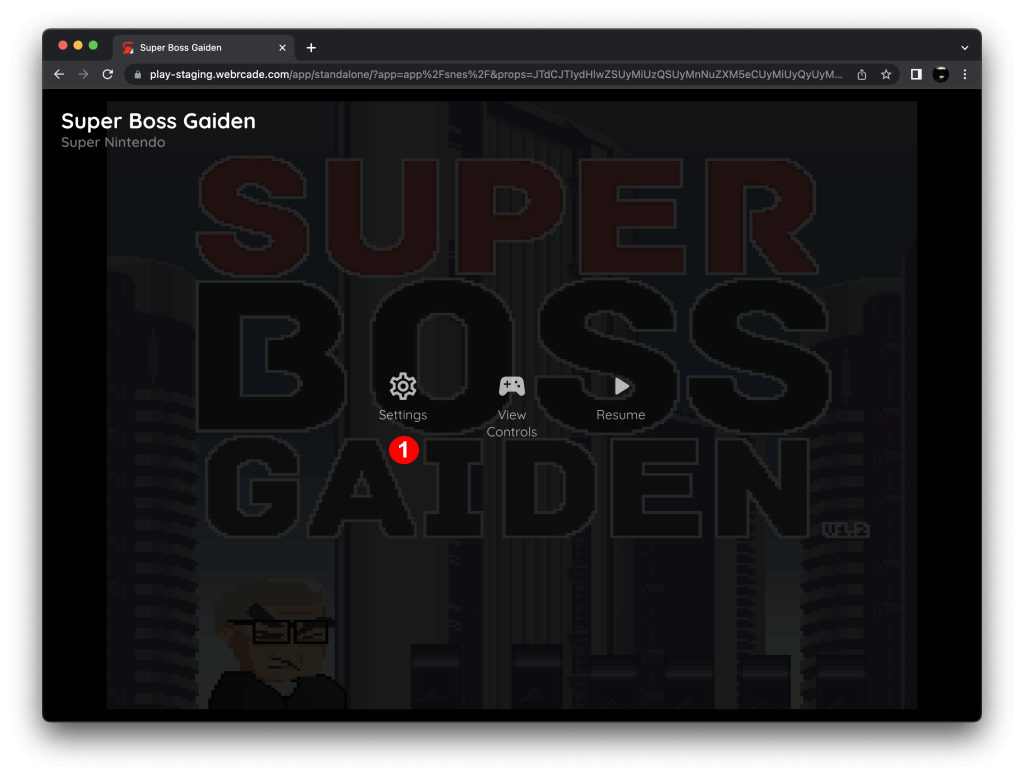 Super Boss Gaiden
play-staging.webrcade.com/app/standalone/?app=app%2Fsnes%2F&props=JTdCJTIydHlwZSUyMiUzQSUyMnNuZXM5eCUyMiUyQyUyM...
Super Boss Gaiden
Super Nintendo
SUPER
BOSS
Settings
View
Controls
Resume
1
GAIDEN
V1.2